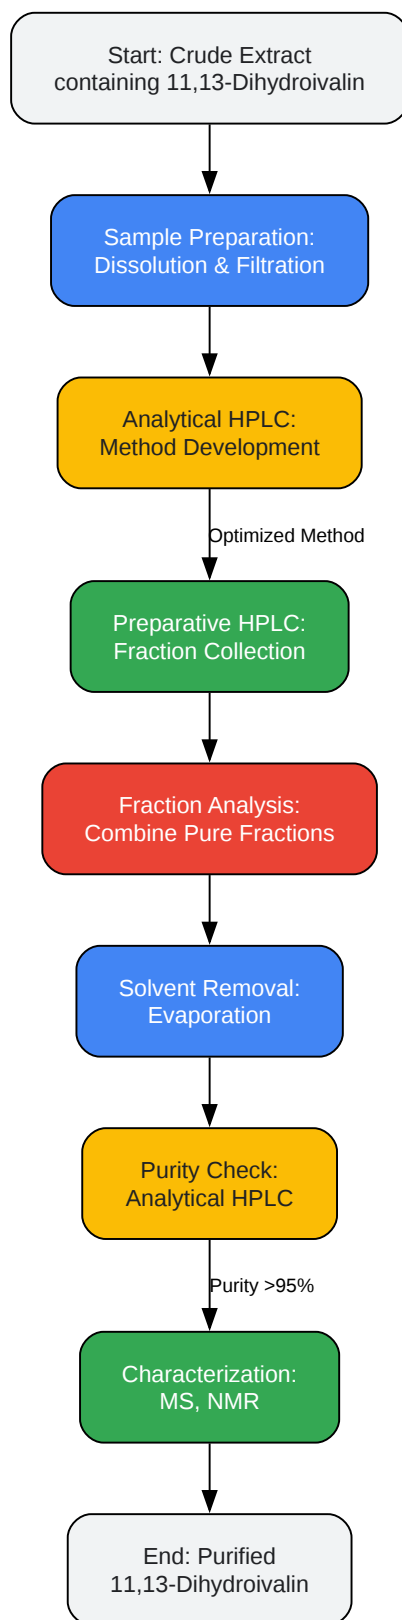 Start: Crude Extract
containing 11,13-Dihydroivalin
Sample Preparation:
Dissolution & Filtration
Analytical HPLC:
Method Development
Optimized Method
Preparative HPLC:
Fraction Collection
Fraction Analysis:
Combine Pure Fractions
Solvent Removal:
Evaporation
Purity Check:
Analytical HPLC
Purity >95%
Characterization:
MS, NMR
End: Purified
11,13-Dihydroivalin